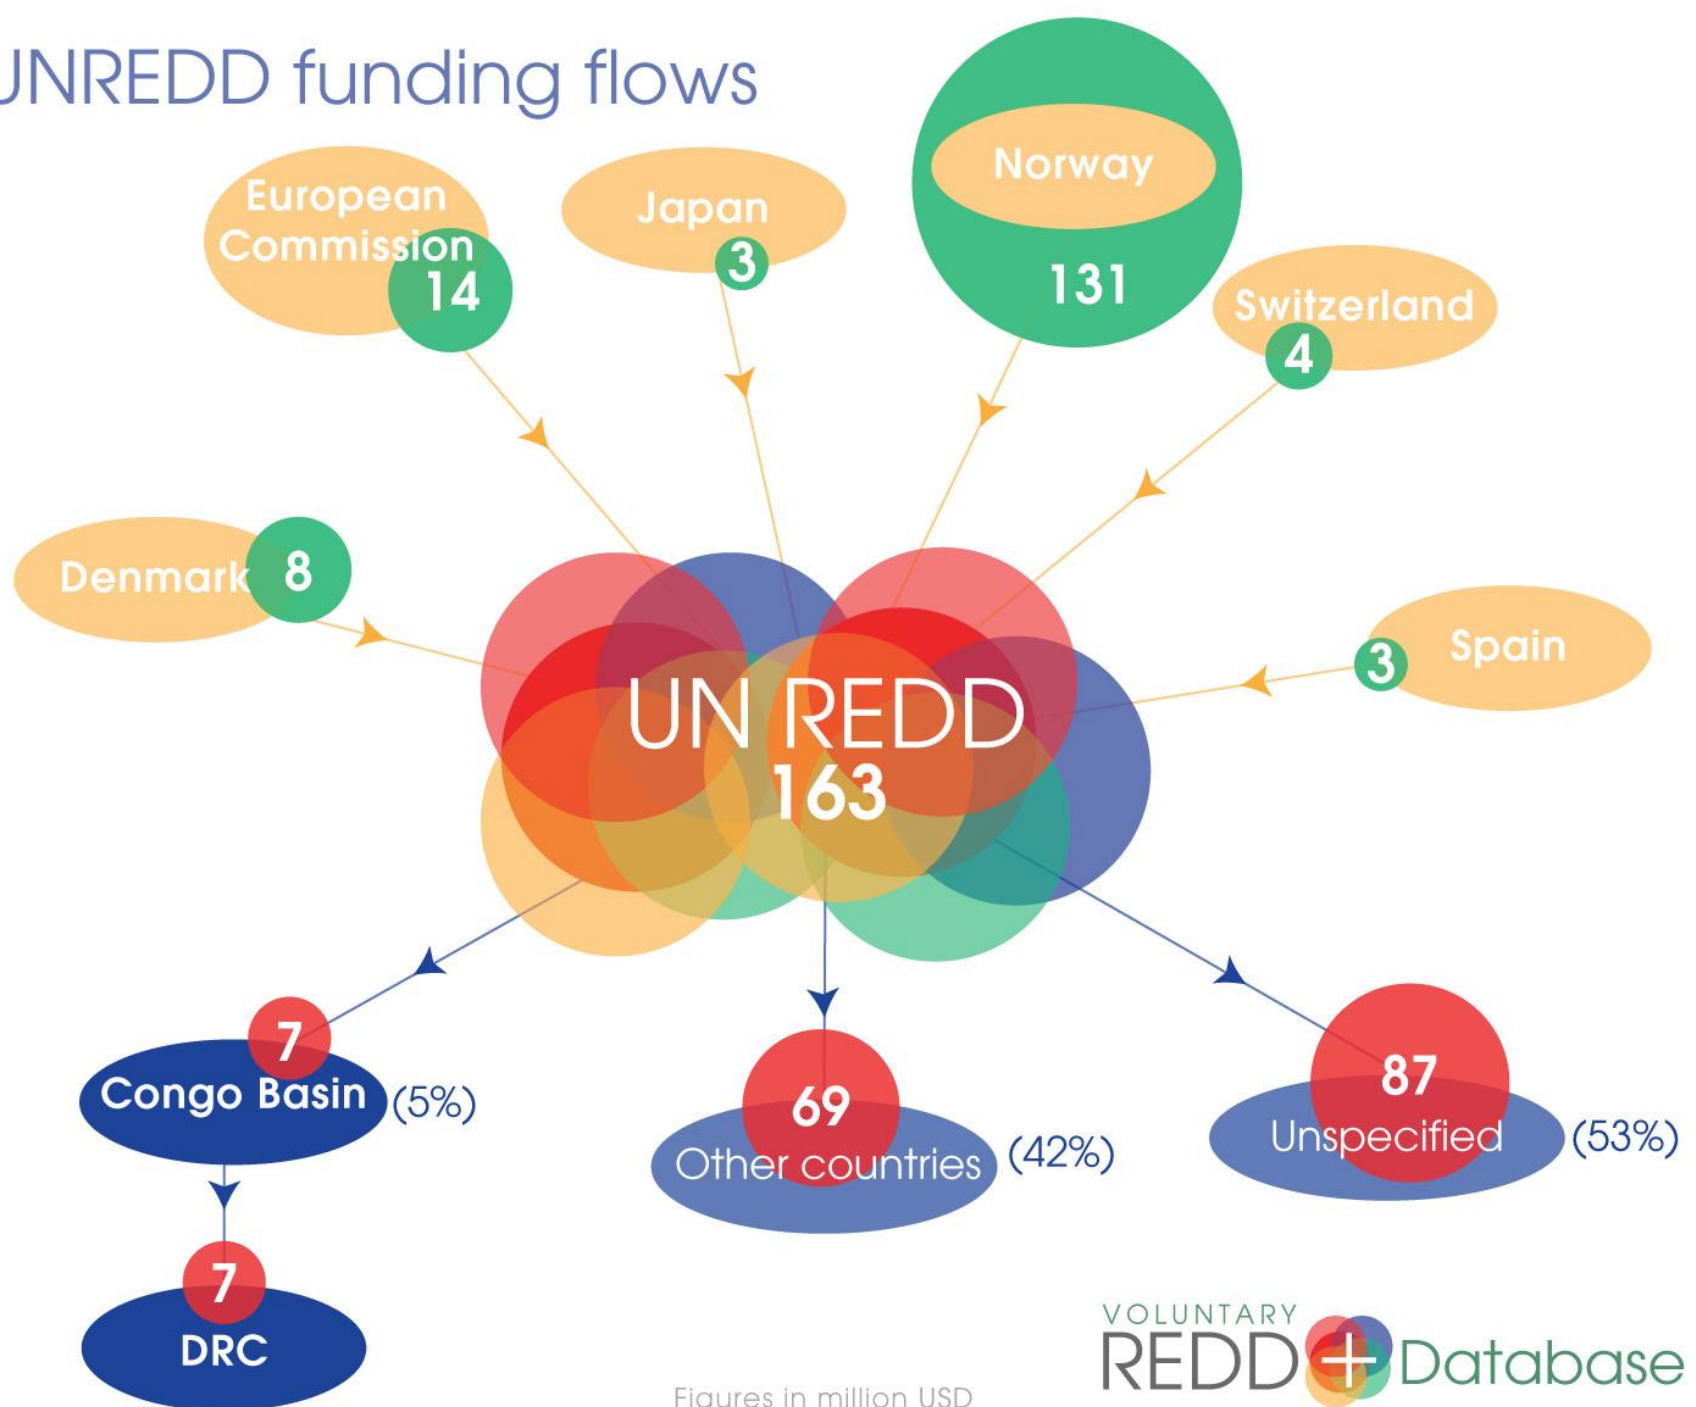 UNREDD funding flows
European
Commission
14
Japan
3
Norway
131
Switzerland
4
Denmark
8
Spain
3
UN REDD
163
7
Congo Basin
(5%)
69
Other countries
(42%)
87
Unspecified
(53%)
7
DRC
Figures in million USD
VOLUNTARY
REDD+ Database